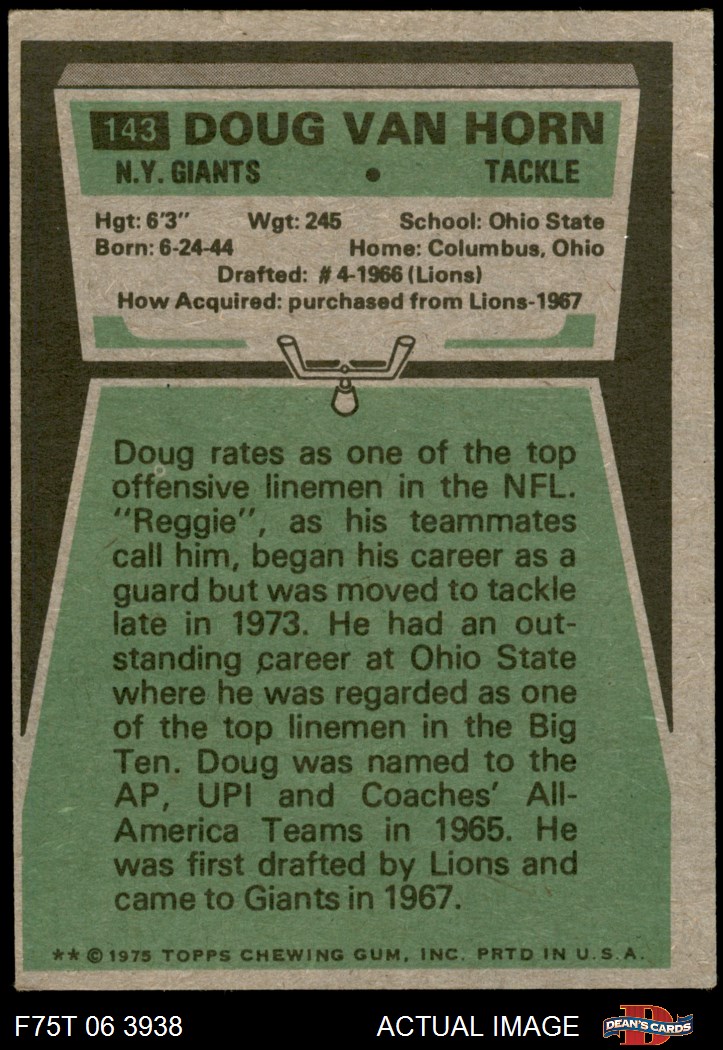 143 DOUG VAN HORN
N.Y. GIANTS • TACKLE
Hgt: 6'3" Wgt: 245 School: Ohio State
Born: 6-24-44 Home: Columbus, Ohio
Drafted: #4-1966 (Lions)
How Acquired: purchased from Lions-1967
Doug rates as one of the top
offensive linemen in the NFL.
"Reggie", as his teammates
call him, began his career as a
guard but was moved to tackle
late in 1973. He had an out-
standing career at Ohio State
where he was regarded as one
of the top linemen in the Big
Ten. Doug was named to the
AP, UPI and Coaches' All-
America Teams in 1965. He
was first drafted by Lions and
came to Giants in 1967.
** © 1975 TOPPS CHEWING GUM, INC. PRTD IN U.S.A.
F75T 06 3938 ACTUAL IMAGE DEAN'S CARDS